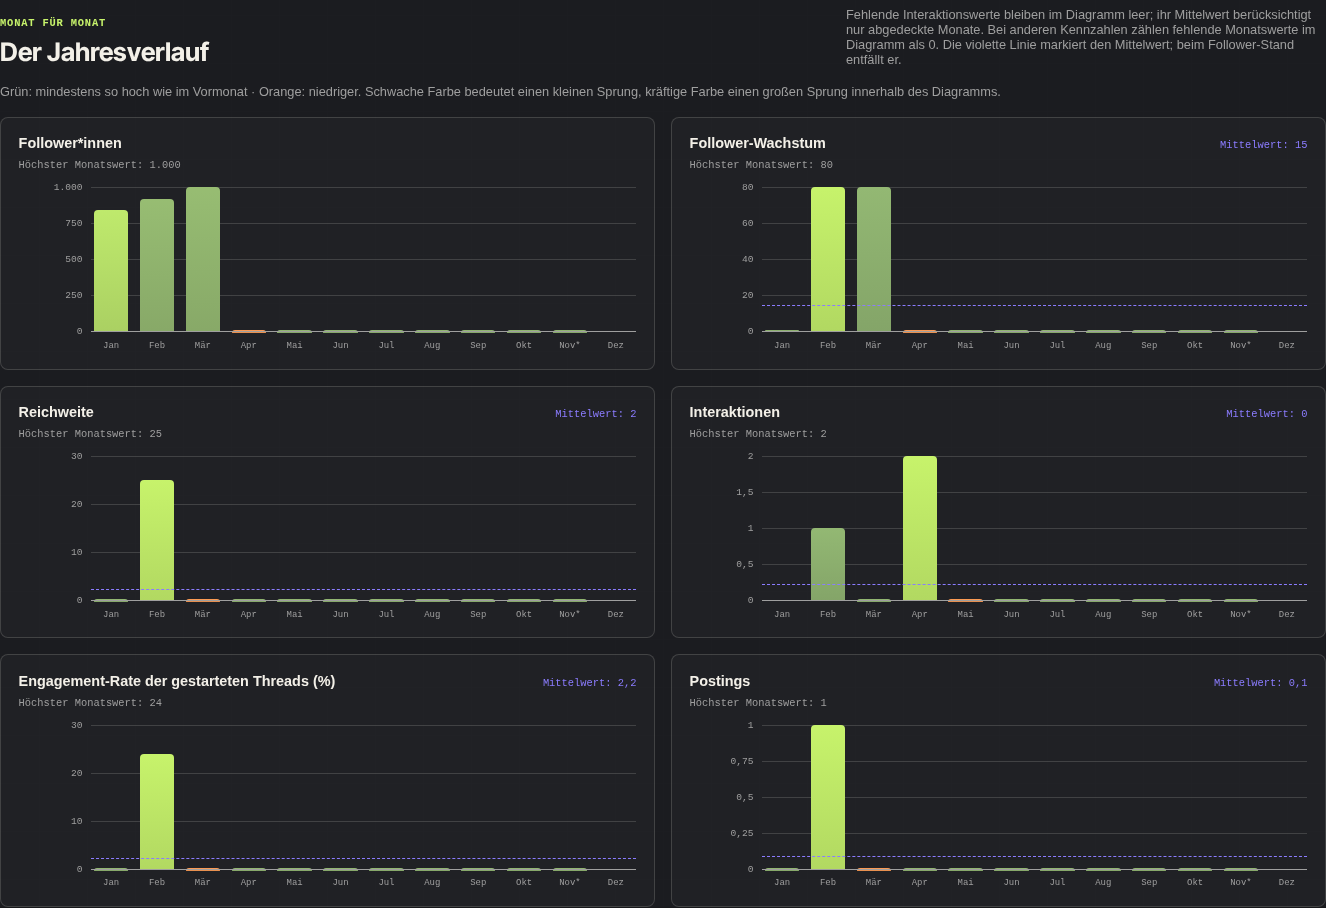 MONAT FÜR MONAT
Der Jahresverlauf
Fehlende Interaktionswerte bleiben im Diagramm leer; ihr Mittelwert berücksichtigt
nur abgedeckte Monate. Bei anderen Kennzahlen zählen fehlende Monatswerte im
Diagramm als 0. Die violette Linie markiert den Mittelwert; beim Follower-Stand
entfällt er.
Grün: mindestens so hoch wie im Vormonat · Orange: niedriger. Schwache Farbe bedeutet einen kleinen Sprung, kräftige Farbe einen großen Sprung innerhalb des Diagramms.
Follower*innen
Höchster Monatswert: 1.000
1.000
750
500
250
0
Jan Feb Mär Apr Mai Jun Jul Aug Sep Okt Nov* Dez
Follower-Wachstum
Mittelwert: 15
Höchster Monatswert: 80
80
60
40
20
0
Jan Feb Mär Apr Mai Jun Jul Aug Sep Okt Nov* Dez
Reichweite
Mittelwert: 2
Höchster Monatswert: 25
30
20
10
0
Jan Feb Mär Apr Mai Jun Jul Aug Sep Okt Nov* Dez
Interaktionen
Mittelwert: 0
Höchster Monatswert: 2
2
1,5
1
0,5
0
Jan Feb Mär Apr Mai Jun Jul Aug Sep Okt Nov* Dez
Engagement-Rate der gestarteten Threads (%)
Mittelwert: 2,2
Höchster Monatswert: 24
30
20
10
0
Jan Feb Mär Apr Mai Jun Jul Aug Sep Okt Nov* Dez
Postings
Mittelwert: 0,1
Höchster Monatswert: 1
1
0,75
0,5
0,25
0
Jan Feb Mär Apr Mai Jun Jul Aug Sep Okt Nov* Dez